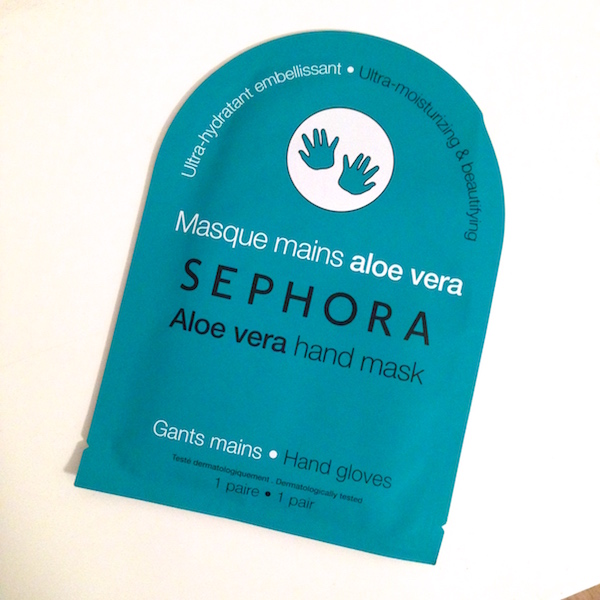 Ultra-hydratant embellissant • Ultra-moisturizing & beautifying
Masque mains aloe vera
SEPHORA
Aloe vera hand mask
Gants mains • Hand gloves
Testé dermatologiquement . Dermatologically tested
1 paire • 1 pair